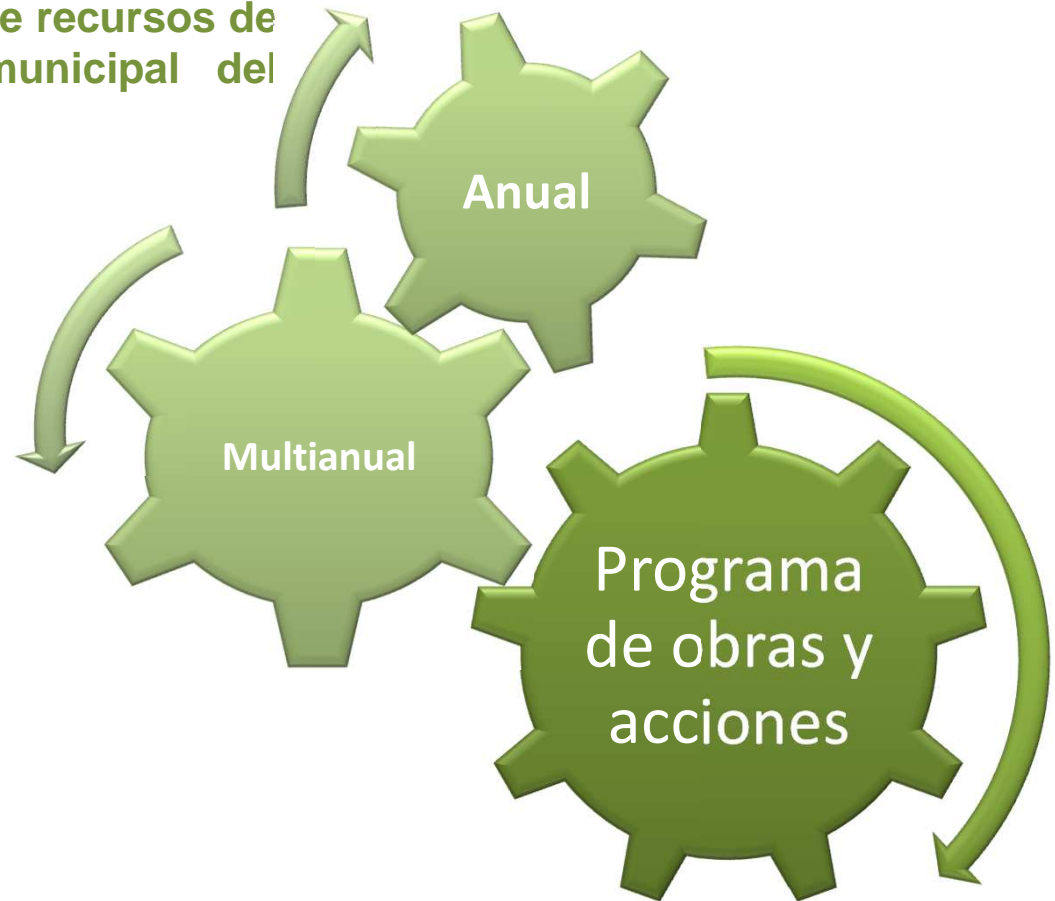 e recursos de
municipal del
Anual
Multianual
Programa
de obras y
acciones